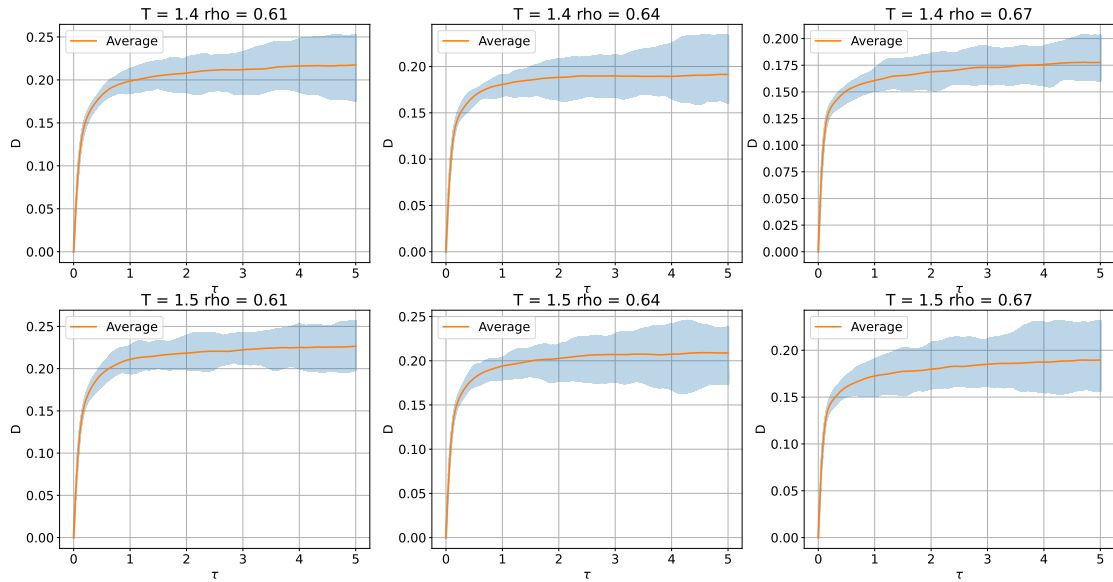 T = 1.4 rho = 0.61
Average
D
0.25
0.20
0.15
0.10
0.05
0.00
0 1 2 3 4 5
τ
T = 1.4 rho = 0.64
Average
D
0.20
0.15
0.10
0.05
0.00
0 1 2 3 4 5
τ
T = 1.4 rho = 0.67
Average
D
0.200
0.175
0.150
0.125
0.100
0.075
0.050
0.025
0.000
0 1 2 3 4 5
τ
T = 1.5 rho = 0.61
Average
D
0.25
0.20
0.15
0.10
0.05
0.00
0 1 2 3 4 5
τ
T = 1.5 rho = 0.64
Average
D
0.25
0.20
0.15
0.10
0.05
0.00
0 1 2 3 4 5
τ
T = 1.5 rho = 0.67
Average
D
0.20
0.15
0.10
0.05
0.00
0 1 2 3 4 5
τ